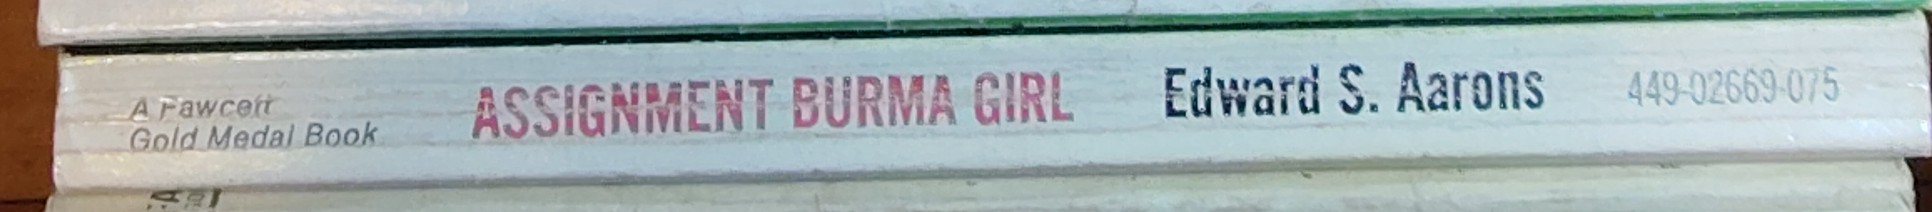 A Fawcett
Gold Medal Book
ASSIGNMENT BURMA GIRL
Edward S. Aarons
449-02669-075